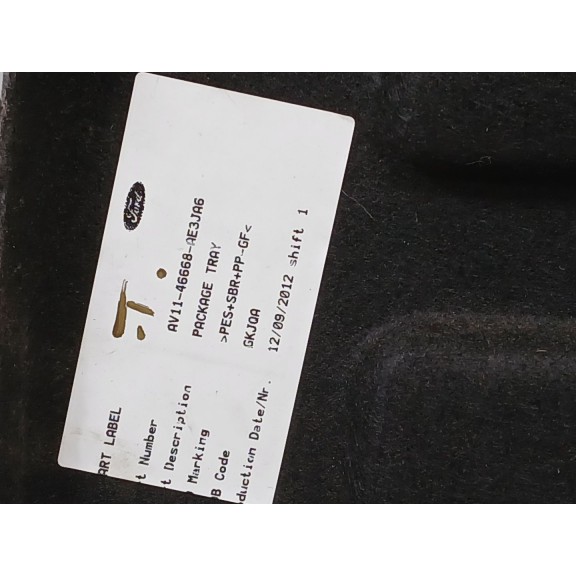 ART LABEL Ford
t Number AV11-46668-AE3JA6
t Description PACKAGE TRAY
Marking >PES+SBR+PP-GF<
B Code GKJQA
duction Date/Nr. 12/09/2012 shift 1